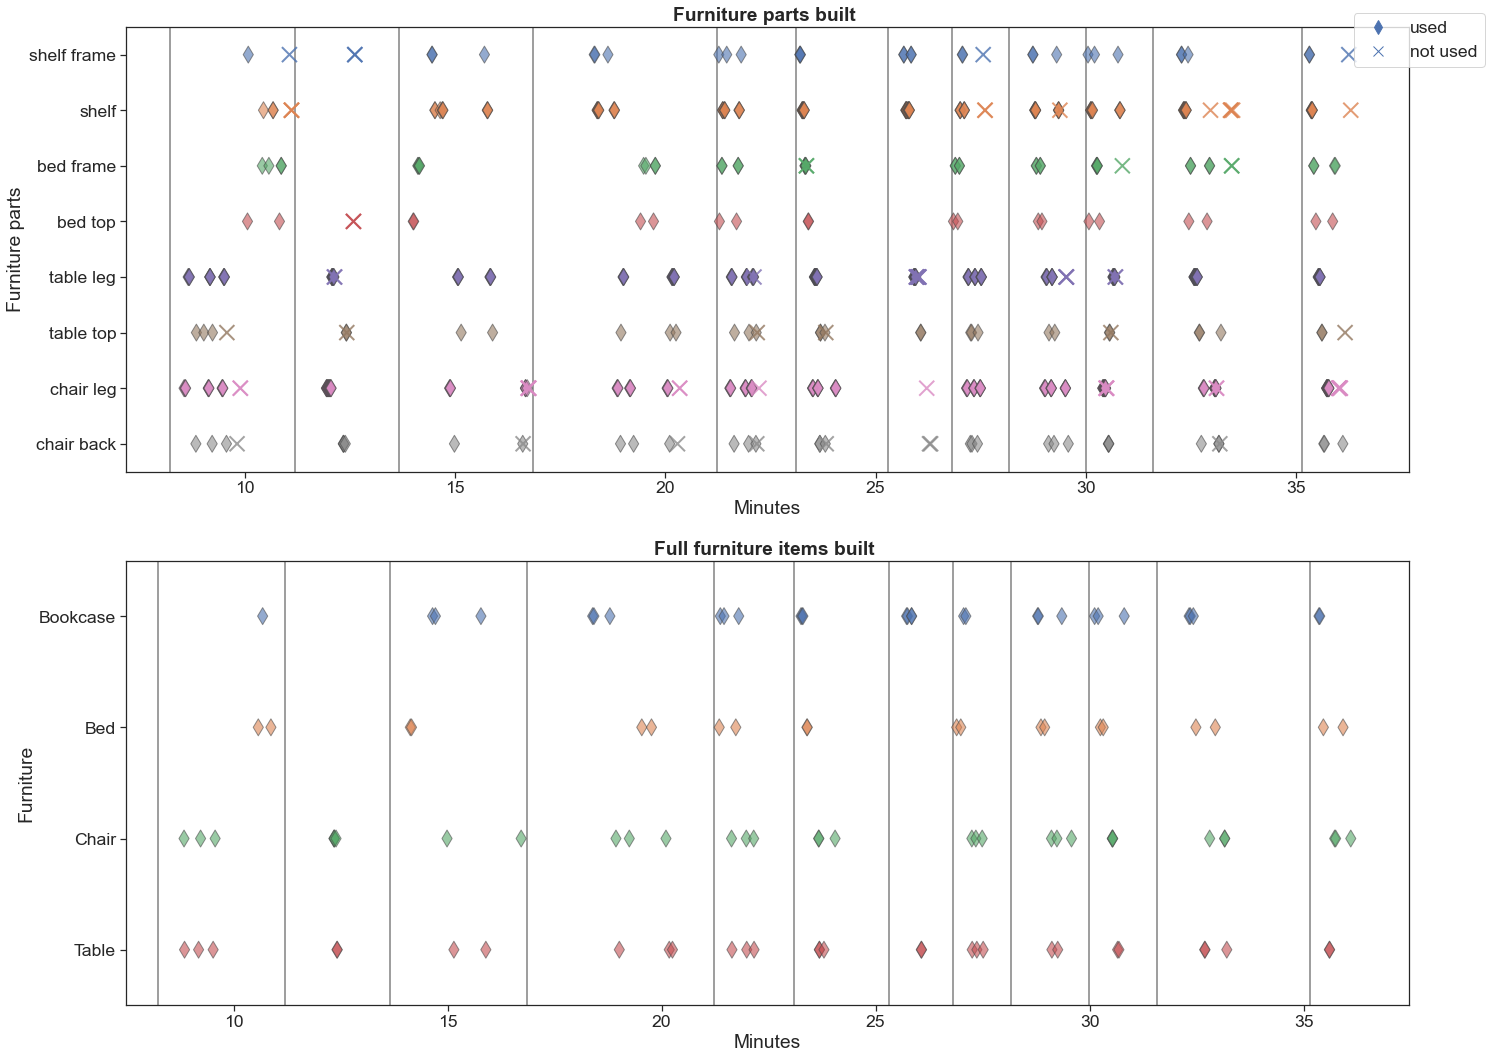 Furniture parts built
used
not used
shelf frame
shelf
bed frame
bed top
table leg
table top
chair leg
chair back
Furniture parts
10 15 20 25 30 35
Minutes
Full furniture items built
Bookcase
Bed
Chair
Table
Furniture
10 15 20 25 30 35
Minutes